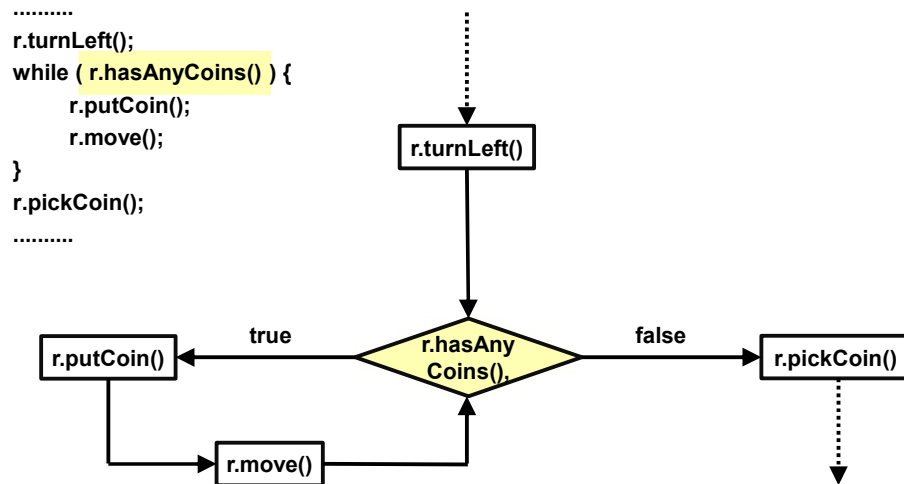 ..........
r.turnLeft();
while ( r.hasAnyCoins() ) {
r.putCoin();
r.move();
}
r.pickCoin();
..........
r.turnLeft()
true
false
r.putCoin()
r.hasAny
Coins(),
r.pickCoin()
r.move()